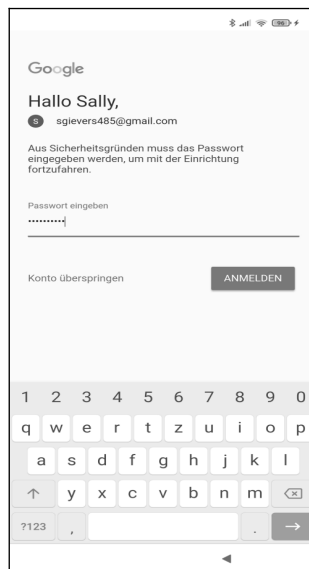 90
Google
Hallo Sally,
S sgievers485@gmail.com
Aus Sicherheitsgründen muss das Passwort
eingegeben werden, um mit der Einrichtung
fortzufahren.
Passwort eingeben
••••••••••
Konto überspringen ANMELDEN
1 2 3 4 5 6 7 8 9 0
q w e r t z u i o p
a s d f g h j k l
y x c v b n m
?123 , .